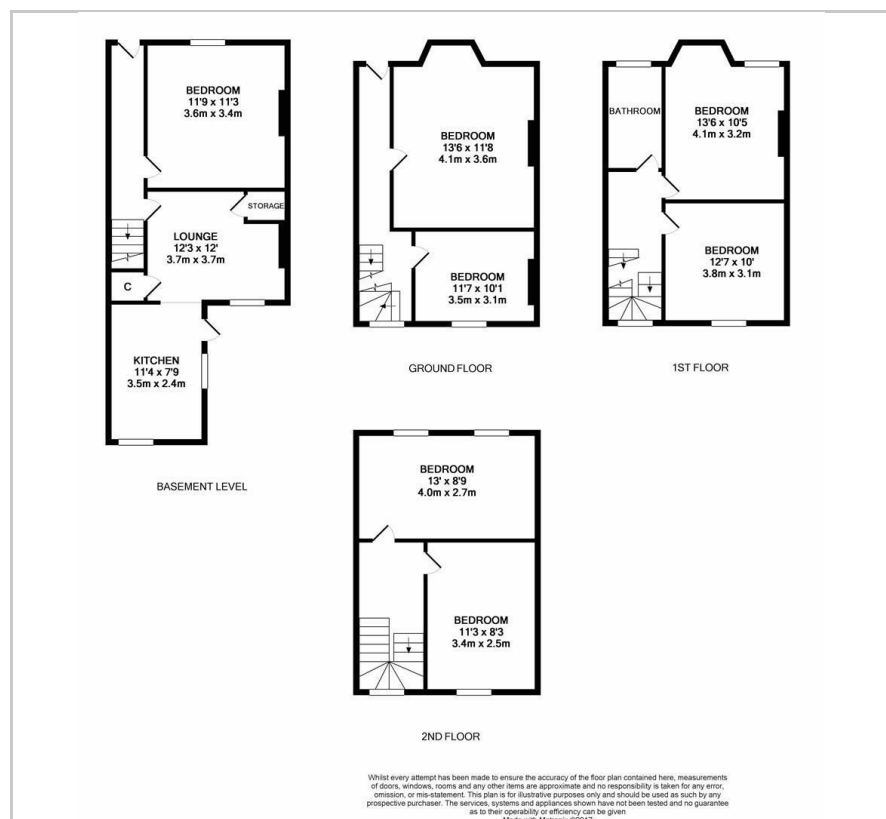 BEDROOM
11'9 x 11'3
3.6m x 3.4m
STORAGE
LOUNGE
12'3 x 12'
3.7m x 3.7m
C
KITCHEN
11'4 x 7'9
3.5m x 2.4m
BASEMENT LEVEL
BEDROOM
13'6 x 11'8
4.1m x 3.6m
BEDROOM
11'7 x 10'1
3.5m x 3.1m
GROUND FLOOR
BATHROOM
BEDROOM
13'6 x 10'5
4.1m x 3.2m
BEDROOM
12'7 x 10'
3.8m x 3.1m
1ST FLOOR
BEDROOM
13' x 8'9
4.0m x 2.7m
BEDROOM
11'3 x 8'3
3.4m x 2.5m
2ND FLOOR
Whilst every attempt has been made to ensure the accuracy of the floor plan contained here, measurements
of doors, windows, rooms and any other items are approximate and no responsibility is taken for any error,
omission, or mis-statement. This plan is for illustrative purposes only and should be used as such by any
prospective purchaser. The services, systems and appliances shown have not been tested and no guarantee
as to their operability or efficiency can be given
Made with Metropix ©2017